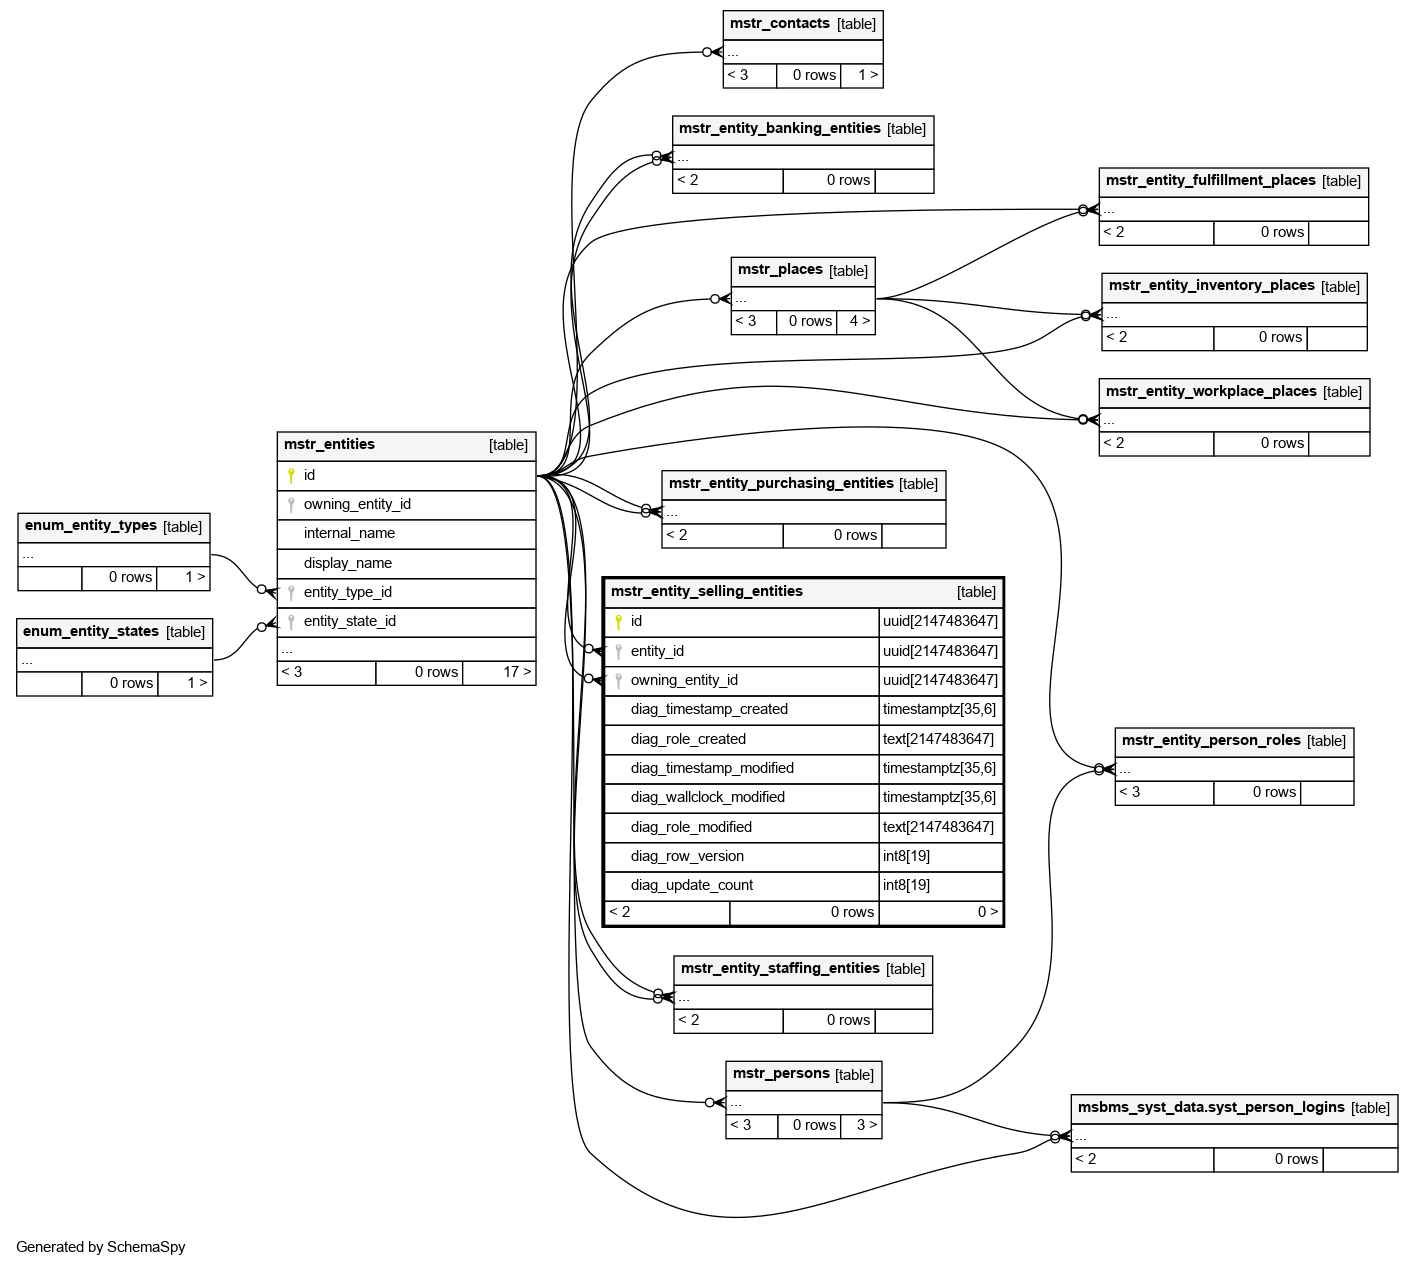 mstr_contacts [table]
...
< 3 0 rows 1 >
mstr_entity_banking_entities [table]
...
< 2 0 rows
mstr_entity_fulfillment_places [table]
...
< 2 0 rows
mstr_places [table]
...
< 3 0 rows 4 >
mstr_entity_inventory_places [table]
...
< 2 0 rows
mstr_entity_workplace_places [table]
...
< 2 0 rows
mstr_entities [table]
id
owning_entity_id
internal_name
display_name
entity_type_id
entity_state_id
...
< 3 0 rows 17 >
mstr_entity_purchasing_entities [table]
...
< 2 0 rows
enum_entity_types [table]
...
0 rows 1 >
enum_entity_states [table]
...
0 rows 1 >
mstr_entity_selling_entities [table]
id uuid[2147483647]
entity_id uuid[2147483647]
owning_entity_id uuid[2147483647]
diag_timestamp_created timestamptz[35,6]
diag_role_created text[2147483647]
diag_timestamp_modified timestamptz[35,6]
diag_wallclock_modified timestamptz[35,6]
diag_role_modified text[2147483647]
diag_row_version int8[19]
diag_update_count int8[19]
< 2 0 rows 0 >
mstr_entity_person_roles [table]
...
< 3 0 rows
mstr_entity_staffing_entities [table]
...
< 2 0 rows
mstr_persons [table]
...
< 3 0 rows 3 >
msbms_syst_data.syst_person_logins [table]
...
< 2 0 rows
Generated by SchemaSpy